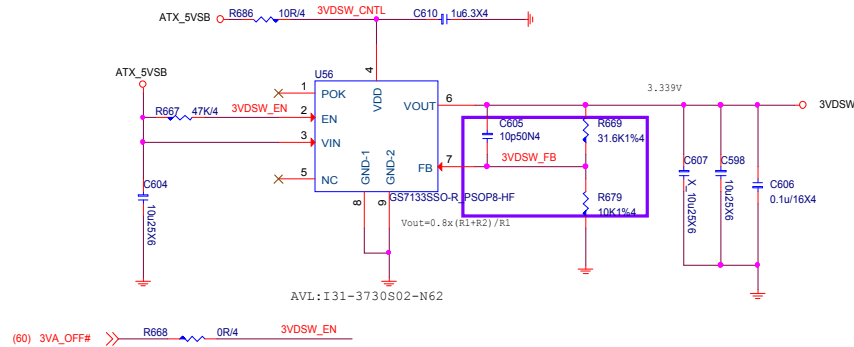 ATX_5VSB
R686
10R/4
3VDSW_CNTL
C610
1u6.3X4
ATX_5VSB
U56
4
VDD
1
POK
VOUT
6
3.339V
3VDSW
R667
47K/4
3VDSW_EN
2
EN
3
VIN
C605
10p50N4
R669
31.6K1%4
FB
7
3VDSW_FB
5
NC
GND-1
GND-2
8
9
GS7133SSO-R_PSOP8-HF
R679
10K1%4
C604
10u25X6
C607
X_10u25X6
C598
10u25X6
C606
0.1u/16X4
Vout=0.8x(R1+R2)/R1
AVL:I31-3730S02-N62
(60) 3VA_OFF#
R668
0R/4
3VDSW_EN